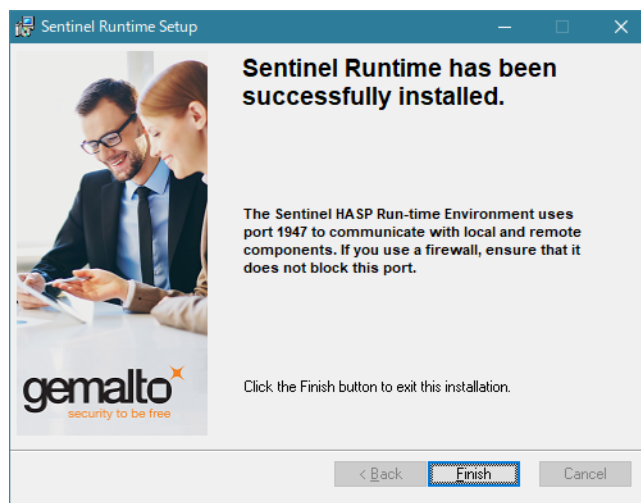 Sentinel Runtime Setup
Sentinel Runtime has been
successfully installed.
The Sentinel HASP Run-time Environment uses
port 1947 to communicate with local and remote
components. If you use a firewall, ensure that it
does not block this port.
gemalto
security to be free
Click the Finish button to exit this installation.
< Back
Finish
Cancel